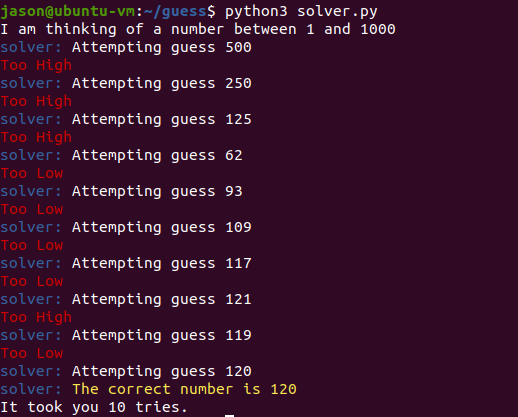 jason@ubuntu-vm:~/guess$ python3 solver.py
I am thinking of a number between 1 and 1000
solver: Attempting guess 500
Too High
solver: Attempting guess 250
Too High
solver: Attempting guess 125
Too High
solver: Attempting guess 62
Too Low
solver: Attempting guess 93
Too Low
solver: Attempting guess 109
Too Low
solver: Attempting guess 117
Too Low
solver: Attempting guess 121
Too High
solver: Attempting guess 119
Too Low
solver: Attempting guess 120
solver: The correct number is 120
It took you 10 tries.